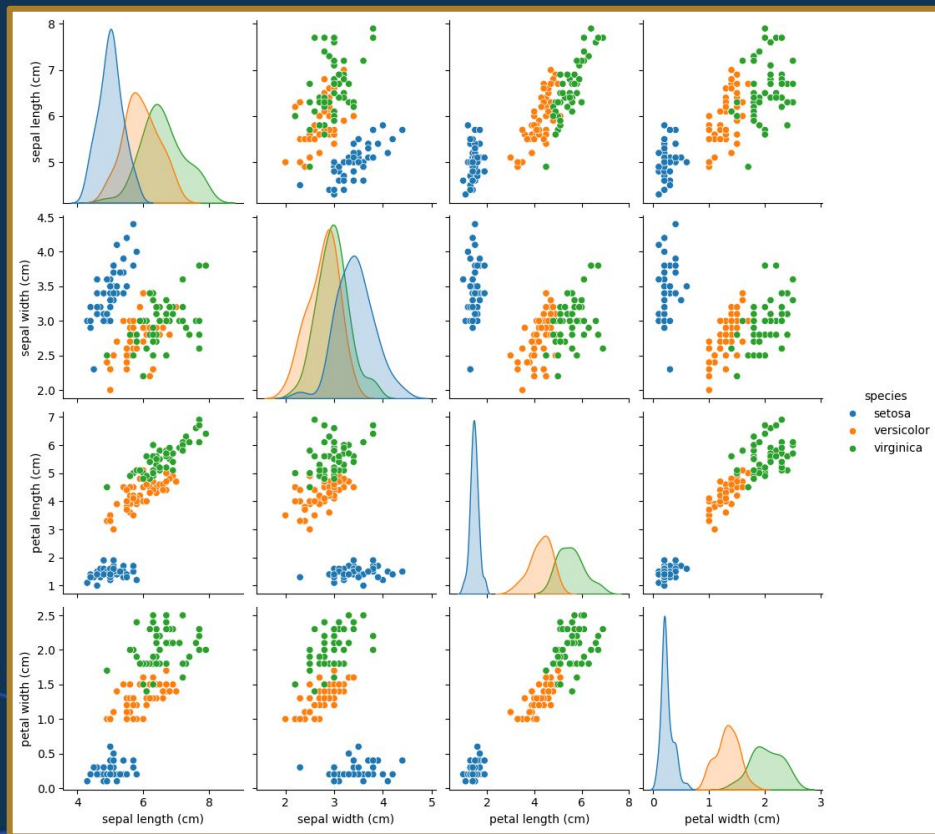 8
7
6
5
sepal length (cm)
4.5
4.0
3.5
3.0
2.5
2.0
sepal width (cm)
species
setosa
versicolor
virginica
7
6
5
4
3
2
1
petal length (cm)
2.5
2.0
1.5
1.0
0.5
0.0
petal width (cm)
4 6 8
sepal length (cm)
2 3 4 5
sepal width (cm)
2 4 6 8
petal length (cm)
0 1 2 3
petal width (cm)